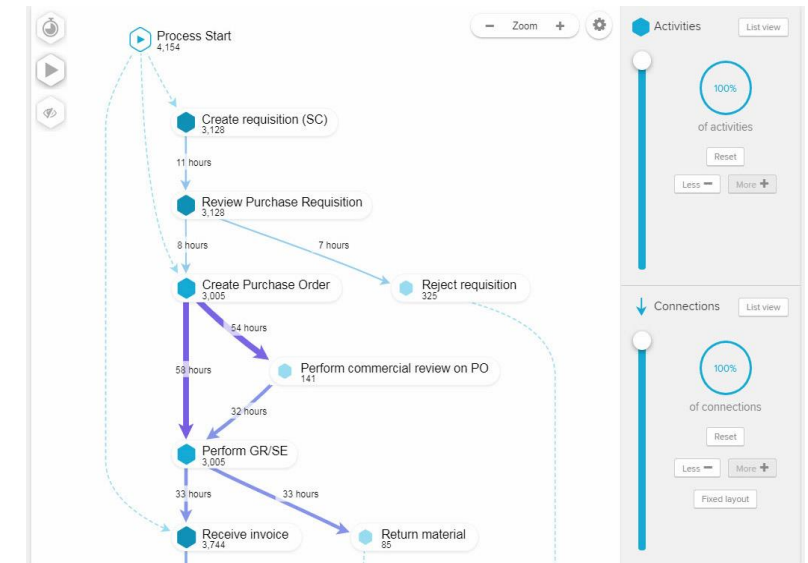 Process Start
4,154
Zoom
Create requisition (SC)
3,128
11 hours
Review Purchase Requisition
3,128
8 hours
7 hours
Create Purchase Order
3,005
Reject requisition
325
54 hours
58 hours
Perform commercial review on PO
141
32 hours
Perform GR/SE
3,005
33 hours
33 hours
Receive invoice
3,744
Return material
85
Activities
List view
100%
of activities
Reset
Less −
More +
Connections
List view
100%
of connections
Reset
Less −
More +
Fixed layout